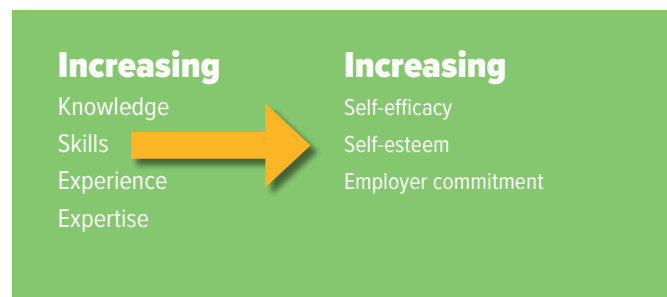 Increasing
Knowledge
Skills
Experience
Expertise
Increasing
Self-efficacy
Self-esteem
Employer commitment